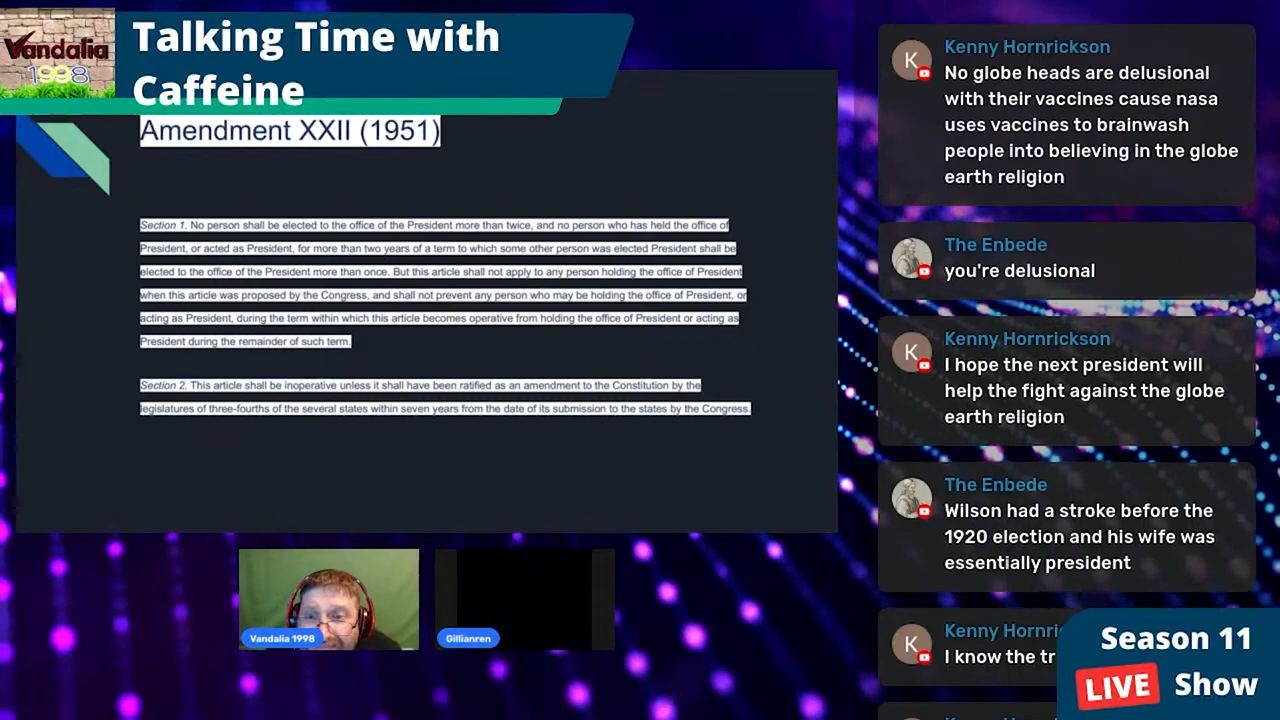 Vandalia
1998
Talking Time with
Caffeine
Amendment XXII (1951)
Section 1. No person shall be elected to the office of the President more than twice, and no person who has held the office of
President, or acted as President, for more than two years of a term to which some other person was elected President shall be
elected to the office of the President more than once. But this article shall not apply to any person holding the office of President
when this article was proposed by the Congress, and shall not prevent any person who may be holding the office of President, or
acting as President, during the term within which this article becomes operative from holding the office of President or acting as
President during the remainder of such term.
Section 2. This article shall be inoperative unless it shall have been ratified as an amendment to the Constitution by the
legislatures of three-fourths of the several states within seven years from the date of its submission to the states by the Congress.
Vandalia 1998
Gillianren
K
Kenny Hornrickson
No globe heads are delusional
with their vaccines cause nasa
uses vaccines to brainwash
people into believing in the globe
earth religion
The Enbede
you're delusional
K
Kenny Hornrickson
I hope the next president will
help the fight against the globe
earth religion
The Enbede
Wilson had a stroke before the
1920 election and his wife was
essentially president
K
Kenny Hornri
I know the tr
Season 11
LIVE Show